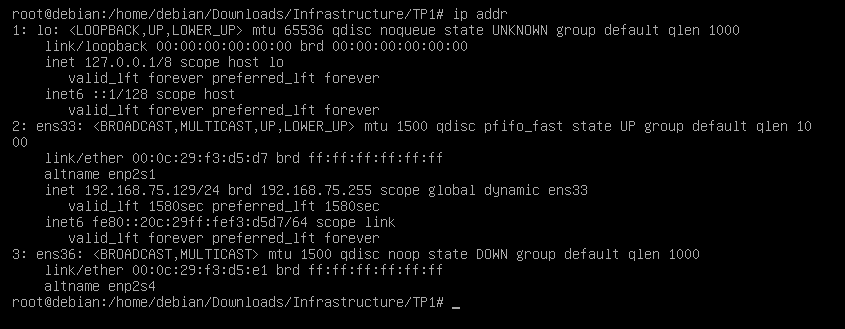 root@debian:/home/debian/Downloads/Infrastructure/TP1# ip addr
1: lo: <LOOPBACK,UP,LOWER_UP> mtu 65536 qdisc noqueue state UNKNOWN group default qlen 1000
    link/loopback 00:00:00:00:00:00 brd 00:00:00:00:00:00
    inet 127.0.0.1/8 scope host lo
       valid_lft forever preferred_lft forever
    inet6 ::1/128 scope host
       valid_lft forever preferred_lft forever
2: ens33: <BROADCAST,MULTICAST,UP,LOWER_UP> mtu 1500 qdisc pfifo_fast state UP group default qlen 10
00
    link/ether 00:0c:29:f3:d5:d7 brd ff:ff:ff:ff:ff:ff
    altname enp2s1
    inet 192.168.75.129/24 brd 192.168.75.255 scope global dynamic ens33
       valid_lft 1580sec preferred_lft 1580sec
    inet6 fe80::20c:29ff:fef3:d5d7/64 scope link
       valid_lft forever preferred_lft forever
3: ens36: <BROADCAST,MULTICAST> mtu 1500 qdisc noop state DOWN group default qlen 1000
    link/ether 00:0c:29:f3:d5:e1 brd ff:ff:ff:ff:ff:ff
    altname enp2s4
root@debian:/home/debian/Downloads/Infrastructure/TP1# _